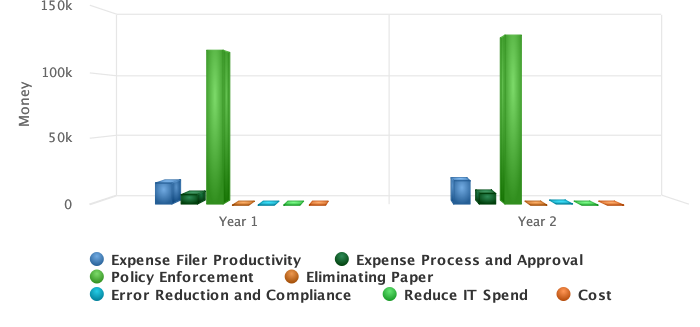 150k
100k
50k
0
Money
Year 1
Year 2
Expense Filer Productivity
Expense Process and Approval
Policy Enforcement
Eliminating Paper
Error Reduction and Compliance
Reduce IT Spend
Cost